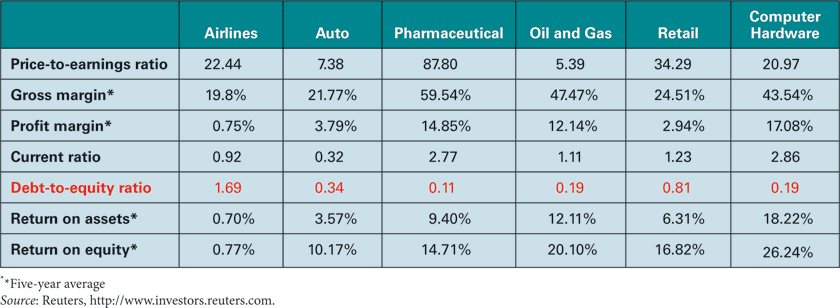 Airlines Auto Pharmaceutical Oil and Gas Retail Computer Hardware
Price-to-earnings ratio 22.44 7.38 87.80 5.39 34.29 20.97
Gross margin* 19.8% 21.77% 59.54% 47.47% 24.51% 43.54%
Profit margin* 0.75% 3.79% 14.85% 12.14% 2.94% 17.08%
Current ratio 0.92 0.32 2.77 1.11 1.23 2.86
Debt-to-equity ratio 1.69 0.34 0.11 0.19 0.81 0.19
Return on assets* 0.70% 3.57% 9.40% 12.11% 6.31% 18.22%
Return on equity* 0.77% 10.17% 14.71% 20.10% 16.82% 26.24%
**Five-year average
Source: Reuters, http://www.investors.reuters.com.